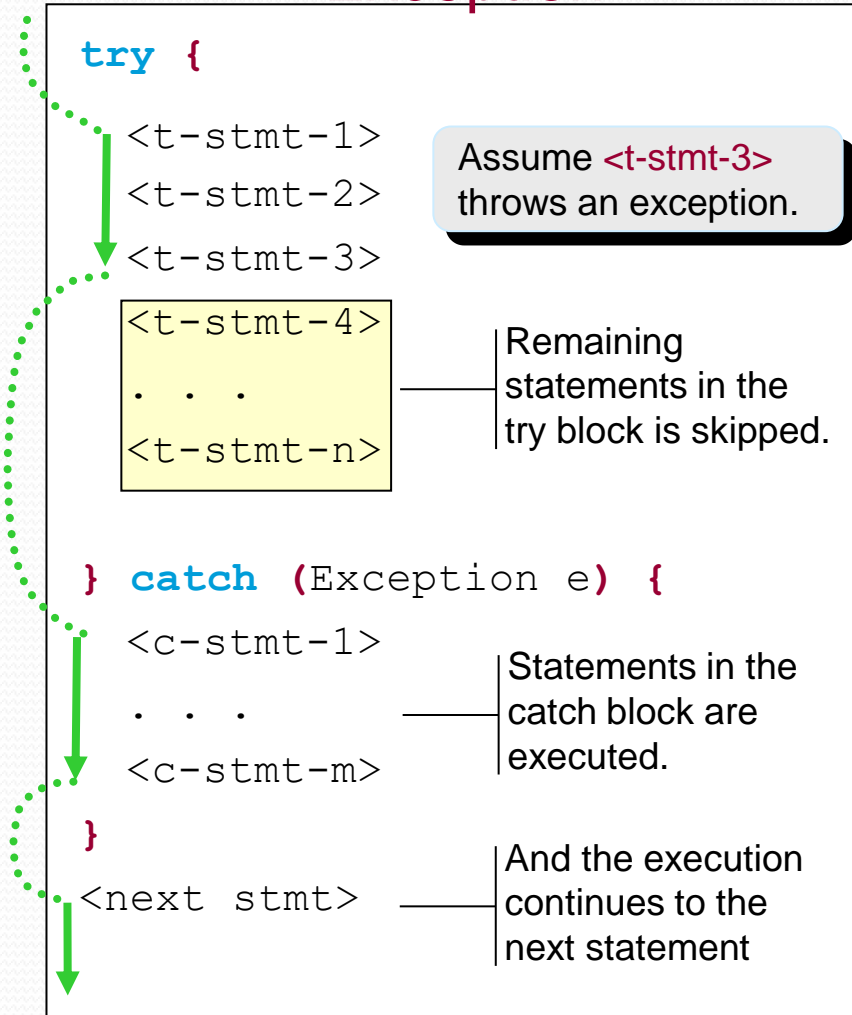 try {
<t-stmt-1>
<t-stmt-2>
<t-stmt-3>
Assume <t-stmt-3>
throws an exception.
<t-stmt-4>
. . .
<t-stmt-n>
Remaining
statements in the
try block is skipped.
} catch (Exception e) {
<c-stmt-1>
. . .
<c-stmt-m>
Statements in the
catch block are
executed.
}
<next stmt>
And the execution
continues to the
next statement